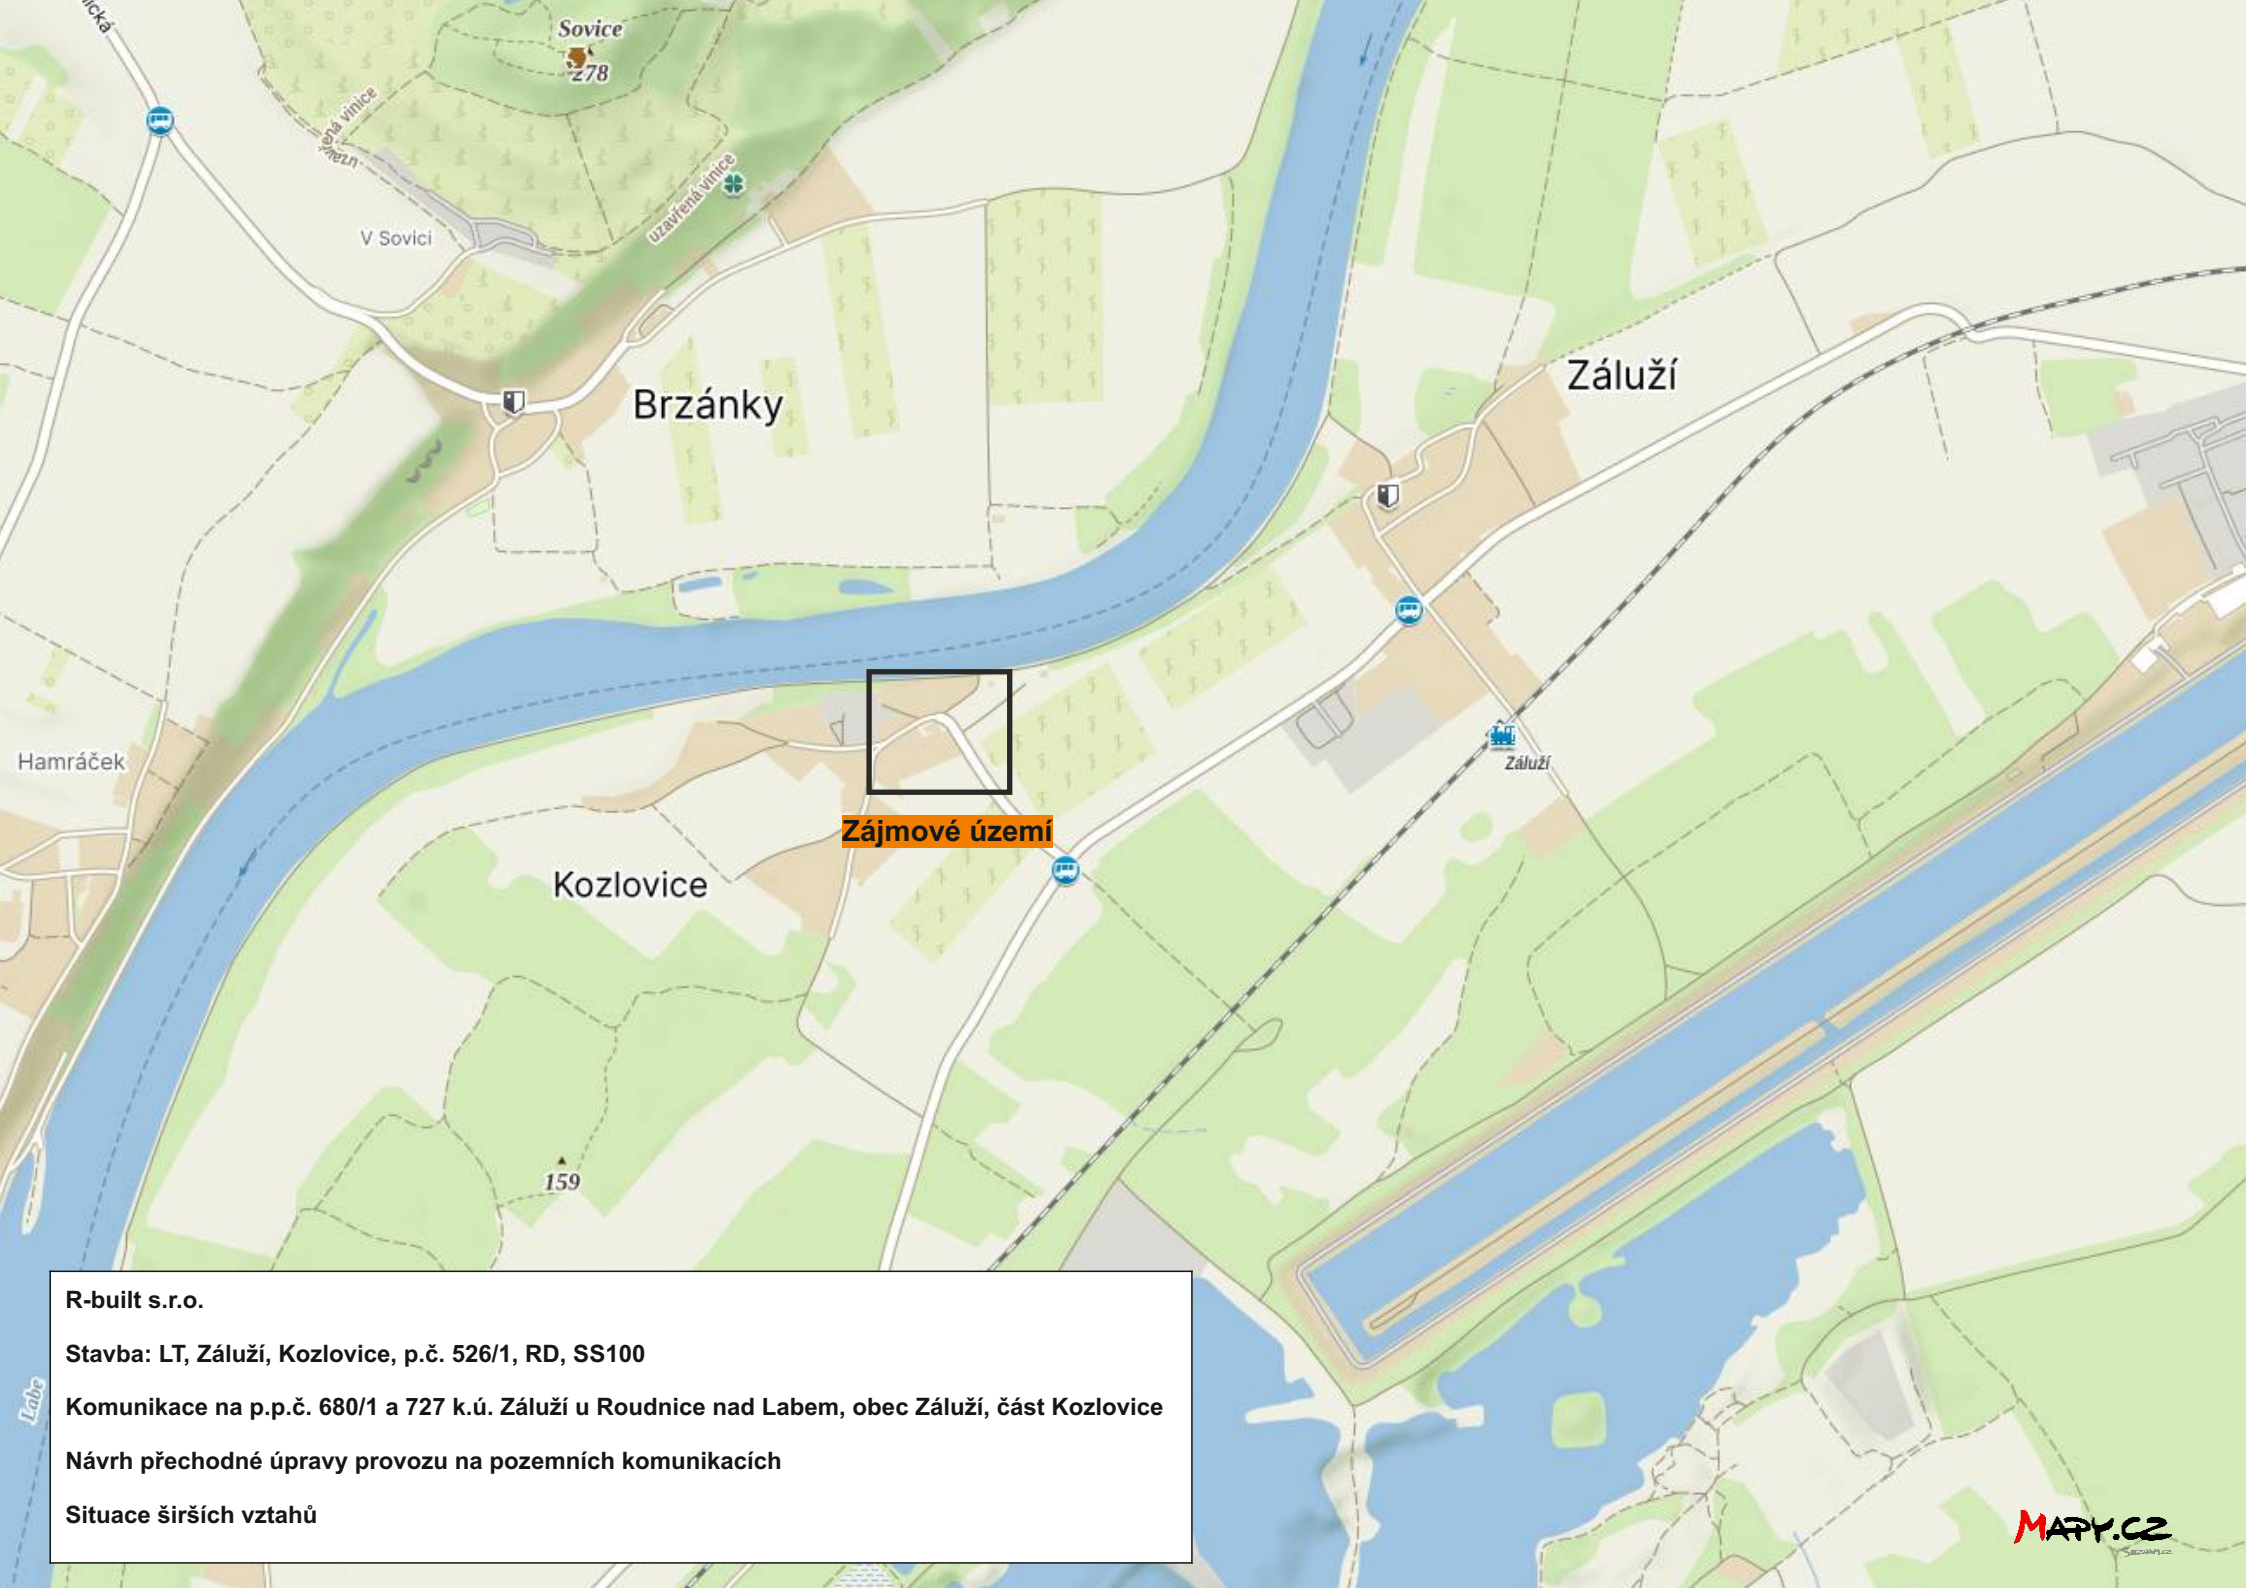 Sovice
278
V Sovici
uzavřená vinice
Brzánky
Záluží
Hamráček
Záluží
Zájmové území
Kozlovice
159
Labe
R-built s.r.o.
Stavba: LT, Záluží, Kozlovice, p.č. 526/1, RD, SS100
Komunikace na p.p.č. 680/1 a 727 k.ú. Záluží u Roudnice nad Labem, obec Záluží, část Kozlovice
Návrh přechodné úpravy provozu na pozemních komunikacích
Situace širších vztahů
MAPY.CZ
SEZNAM.CZ